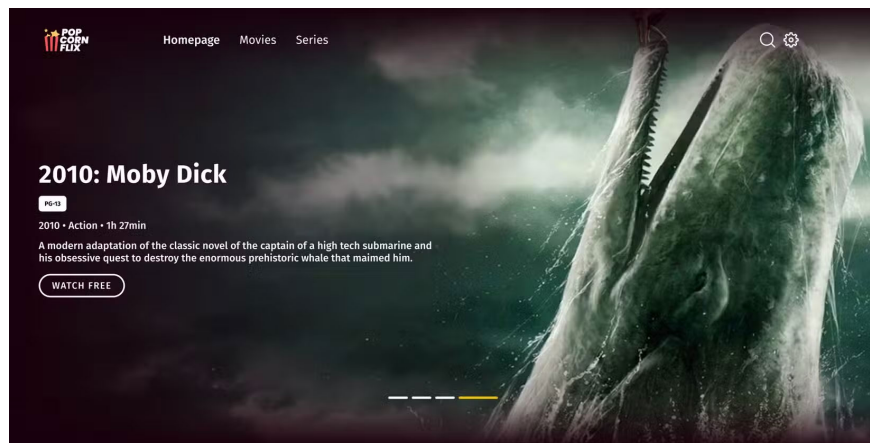 POP
CORN
FLIX
Homepage Movies Series
2010: Moby Dick
PG-13
2010 • Action • 1h 27min
A modern adaptation of the classic novel of the captain of a high tech submarine and
his obsessive quest to destroy the enormous prehistoric whale that maimed him.
WATCH FREE